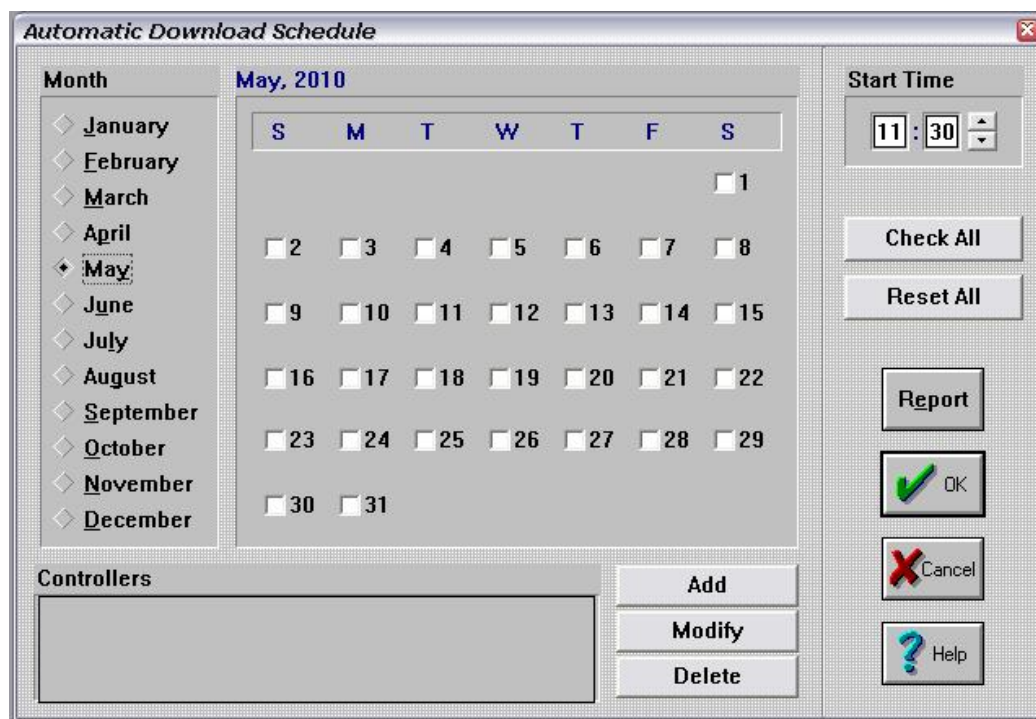 Automatic Download Schedule
Month
January
February
March
April
May
June
July
August
September
October
November
December
May, 2010
S M T W T F S
1
2 3 4 5 6 7 8
9 10 11 12 13 14 15
16 17 18 19 20 21 22
23 24 25 26 27 28 29
30 31
Start Time
11 : 30
Check All
Reset All
Report
OK
Cancel
Help
Controllers
Add
Modify
Delete